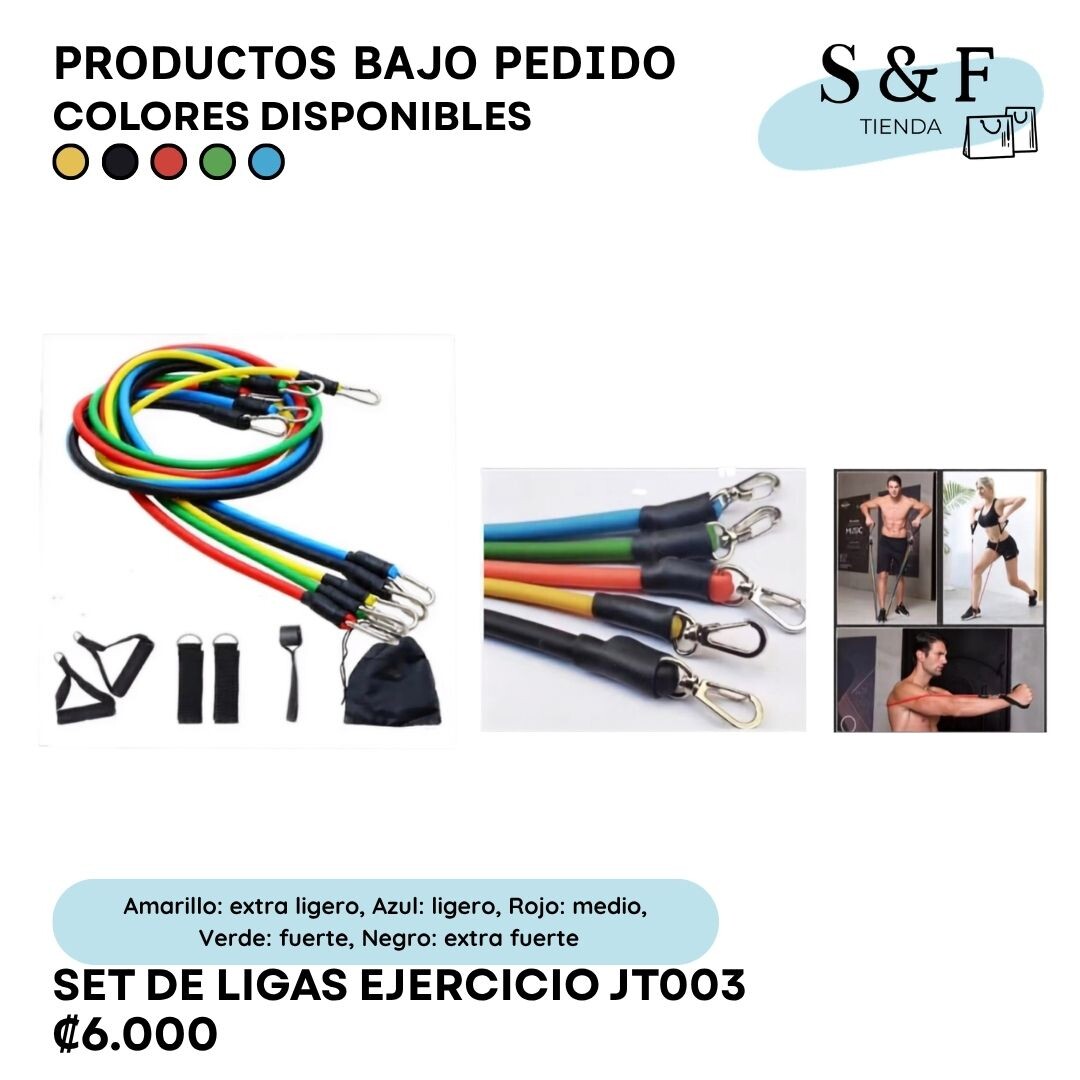 PRODUCTOS BAJO PEDIDO
COLORES DISPONIBLES
S & F
TIENDA
Amarillo: extra ligero, Azul: ligero, Rojo: medio,
Verde: fuerte, Negro: extra fuerte
SET DE LIGAS EJERCICIO JT003
₡6.000